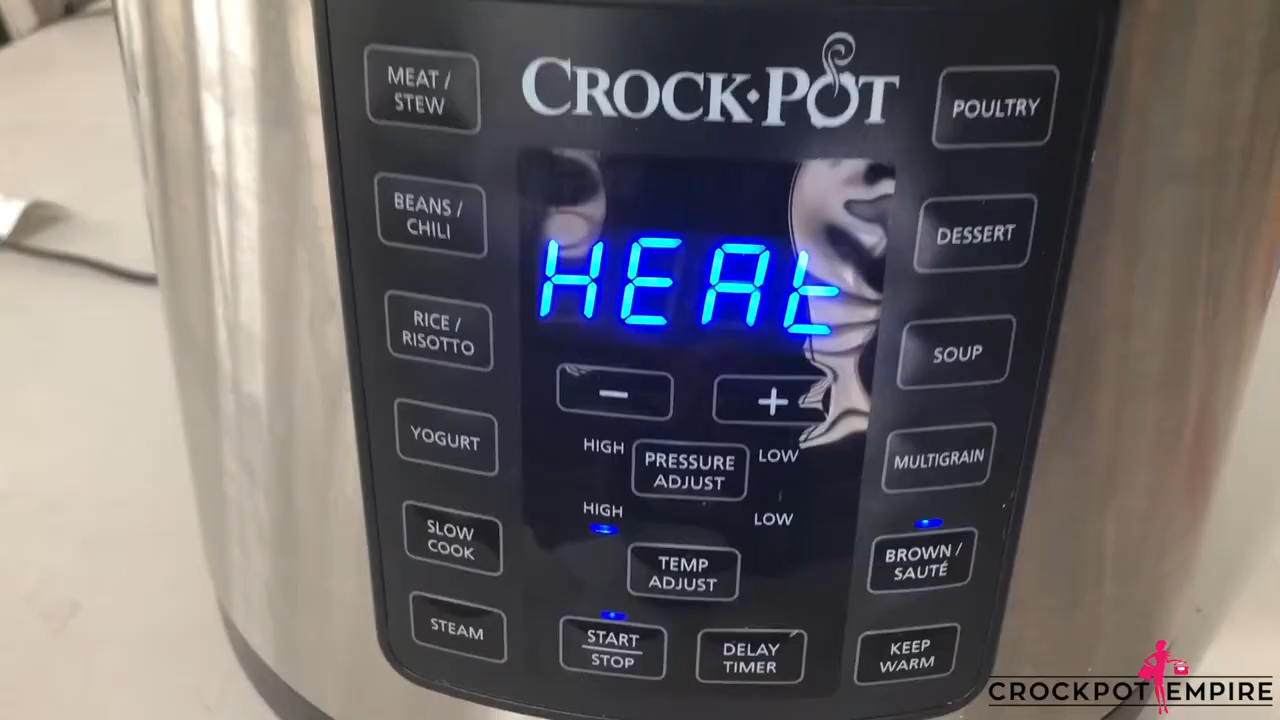 CROCK·POT
MEAT /
STEW
POULTRY
BEANS /
CHILI
DESSERT
HEAt
RICE /
RISOTTO
SOUP
−
+
YOGURT
HIGH
PRESSURE
ADJUST
LOW
MULTIGRAIN
HIGH
LOW
SLOW
COOK
TEMP
ADJUST
BROWN /
SAUTÉ
STEAM
START
STOP
DELAY
TIMER
KEEP
WARM
CROCKPOT EMPIRE